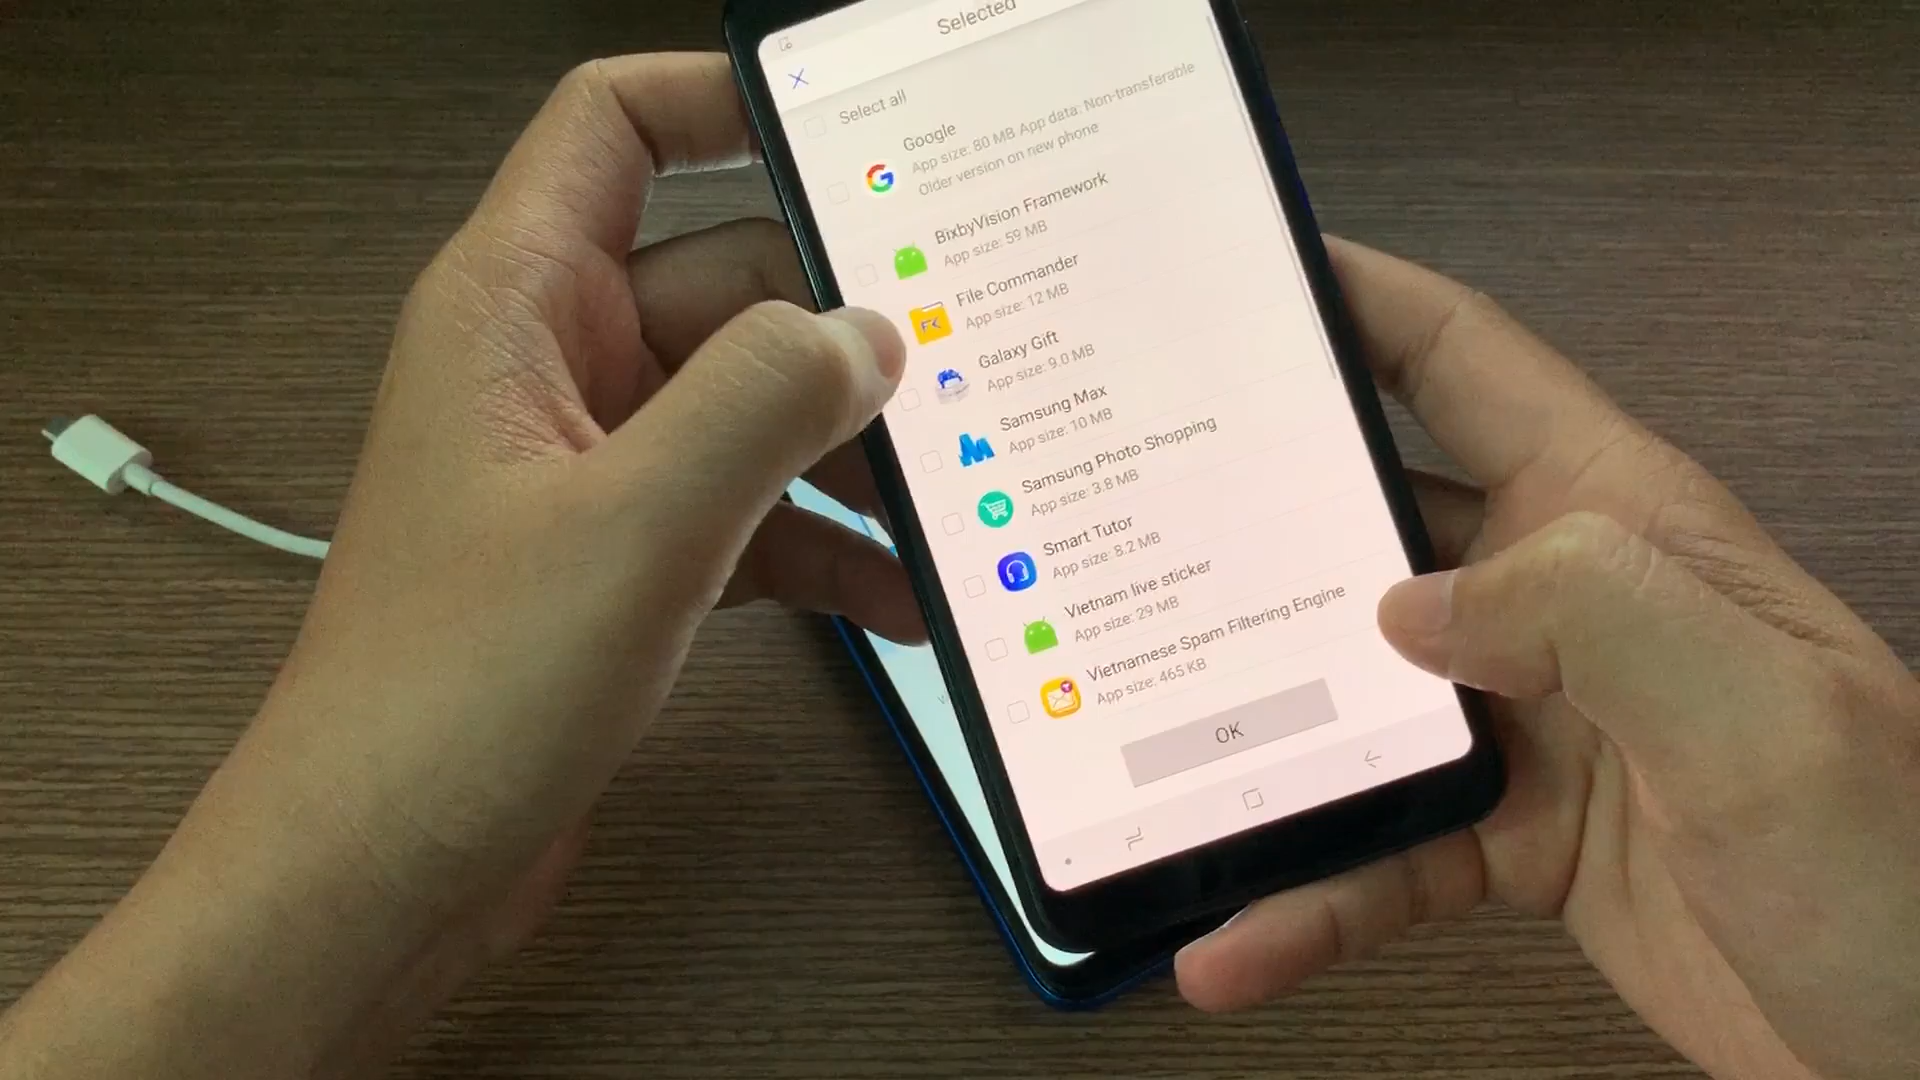 Selected
Select all
Google
App size: 80 MB App data: Non-transferable
Older version on new phone
BixbyVision Framework
App size: 59 MB
File Commander
App size: 12 MB
Galaxy Gift
App size: 9.0 MB
Samsung Max
App size: 10 MB
Samsung Photo Shopping
App size: 3.8 MB
Smart Tutor
App size: 8.2 MB
Vietnam live sticker
App size: 29 MB
Vietnamese Spam Filtering Engine
App size: 465 KB
OK